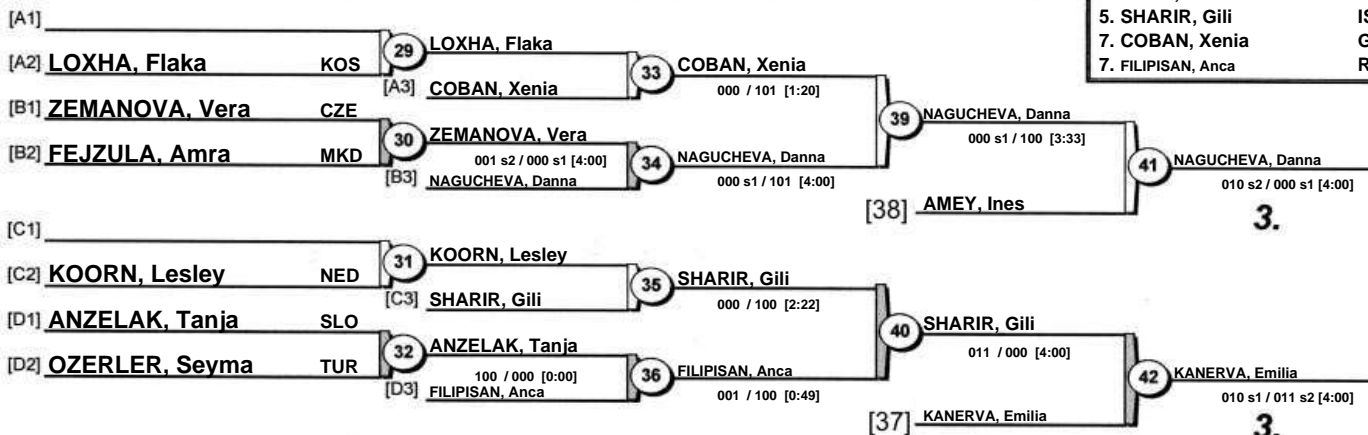 5. SHARIR, Gili
7. COBAN, Xenia G
7. FILIPISAN, Anca R
[A1]
[A2] LOXHA, Flaka KOS
29
LOXHA, Flaka
[A3] COBAN, Xenia
33
COBAN, Xenia
000 / 101 [1:20]
[B1] ZEMANOVA, Vera CZE
[B2] FEJZULA, Amra MKD
30
ZEMANOVA, Vera
001 s2 / 000 s1 [4:00]
[B3] NAGUCHEVA, Danna
34
NAGUCHEVA, Danna
000 s1 / 101 [4:00]
39
NAGUCHEVA, Danna
000 s1 / 100 [3:33]
[38] AMEY, Ines
41
NAGUCHEVA, Danna
010 s2 / 000 s1 [4:00]
3.
[C1]
[C2] KOORN, Lesley NED
31
KOORN, Lesley
[C3] SHARIR, Gili
35
SHARIR, Gili
000 / 100 [2:22]
[D1] ANZELAK, Tanja SLO
[D2] OZERLER, Seyma TUR
32
ANZELAK, Tanja
100 / 000 [0:00]
[D3] FILIPISAN, Anca
36
FILIPISAN, Anca
001 / 100 [0:49]
40
SHARIR, Gili
011 / 000 [4:00]
[37] KANERVA, Emilia
42
KANERVA, Emilia
010 s1 / 011 s2 [4:00]
3.